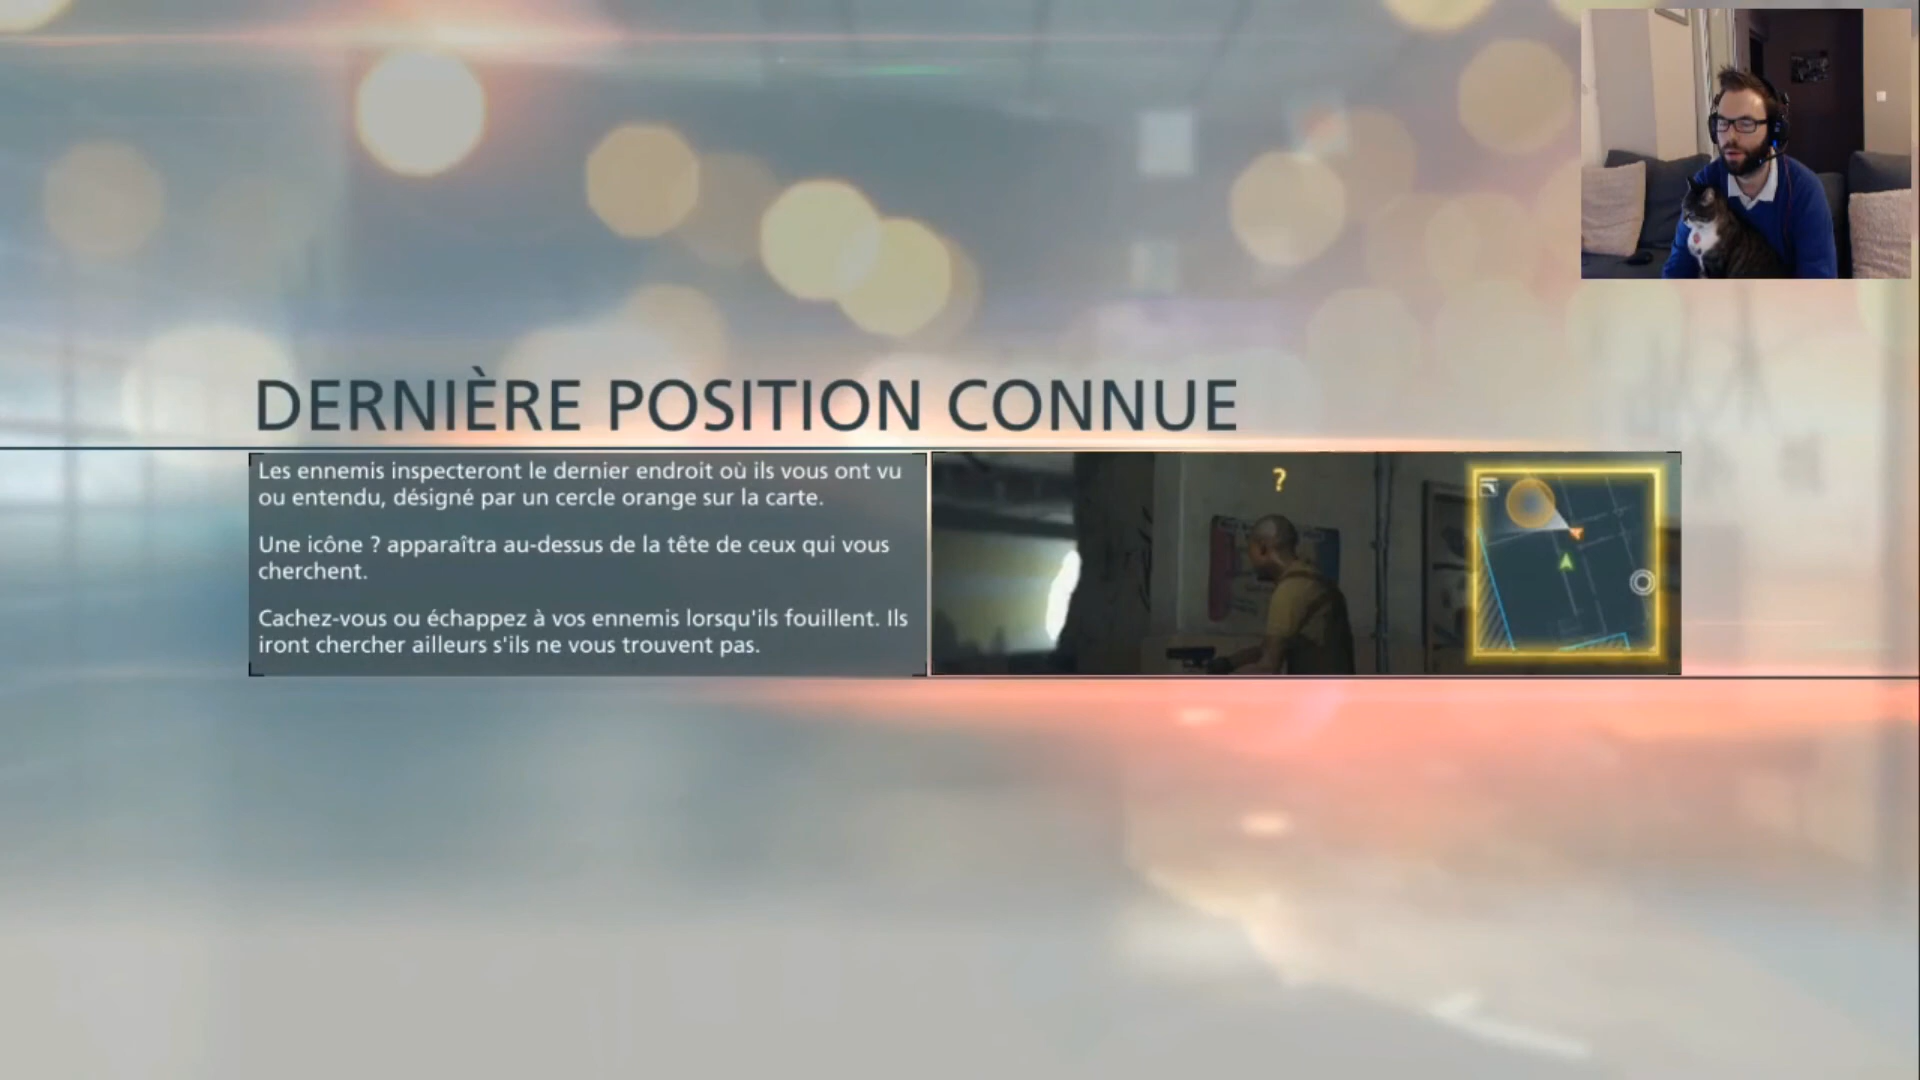 DERNIÈRE POSITION CONNUE
Les ennemis inspecteront le dernier endroit où ils vous ont vu
ou entendu, désigné par un cercle orange sur la carte.
Une icône ? apparaîtra au-dessus de la tête de ceux qui vous
cherchent.
Cachez-vous ou échappez à vos ennemis lorsqu'ils fouillent. Ils
iront chercher ailleurs s'ils ne vous trouvent pas.
?